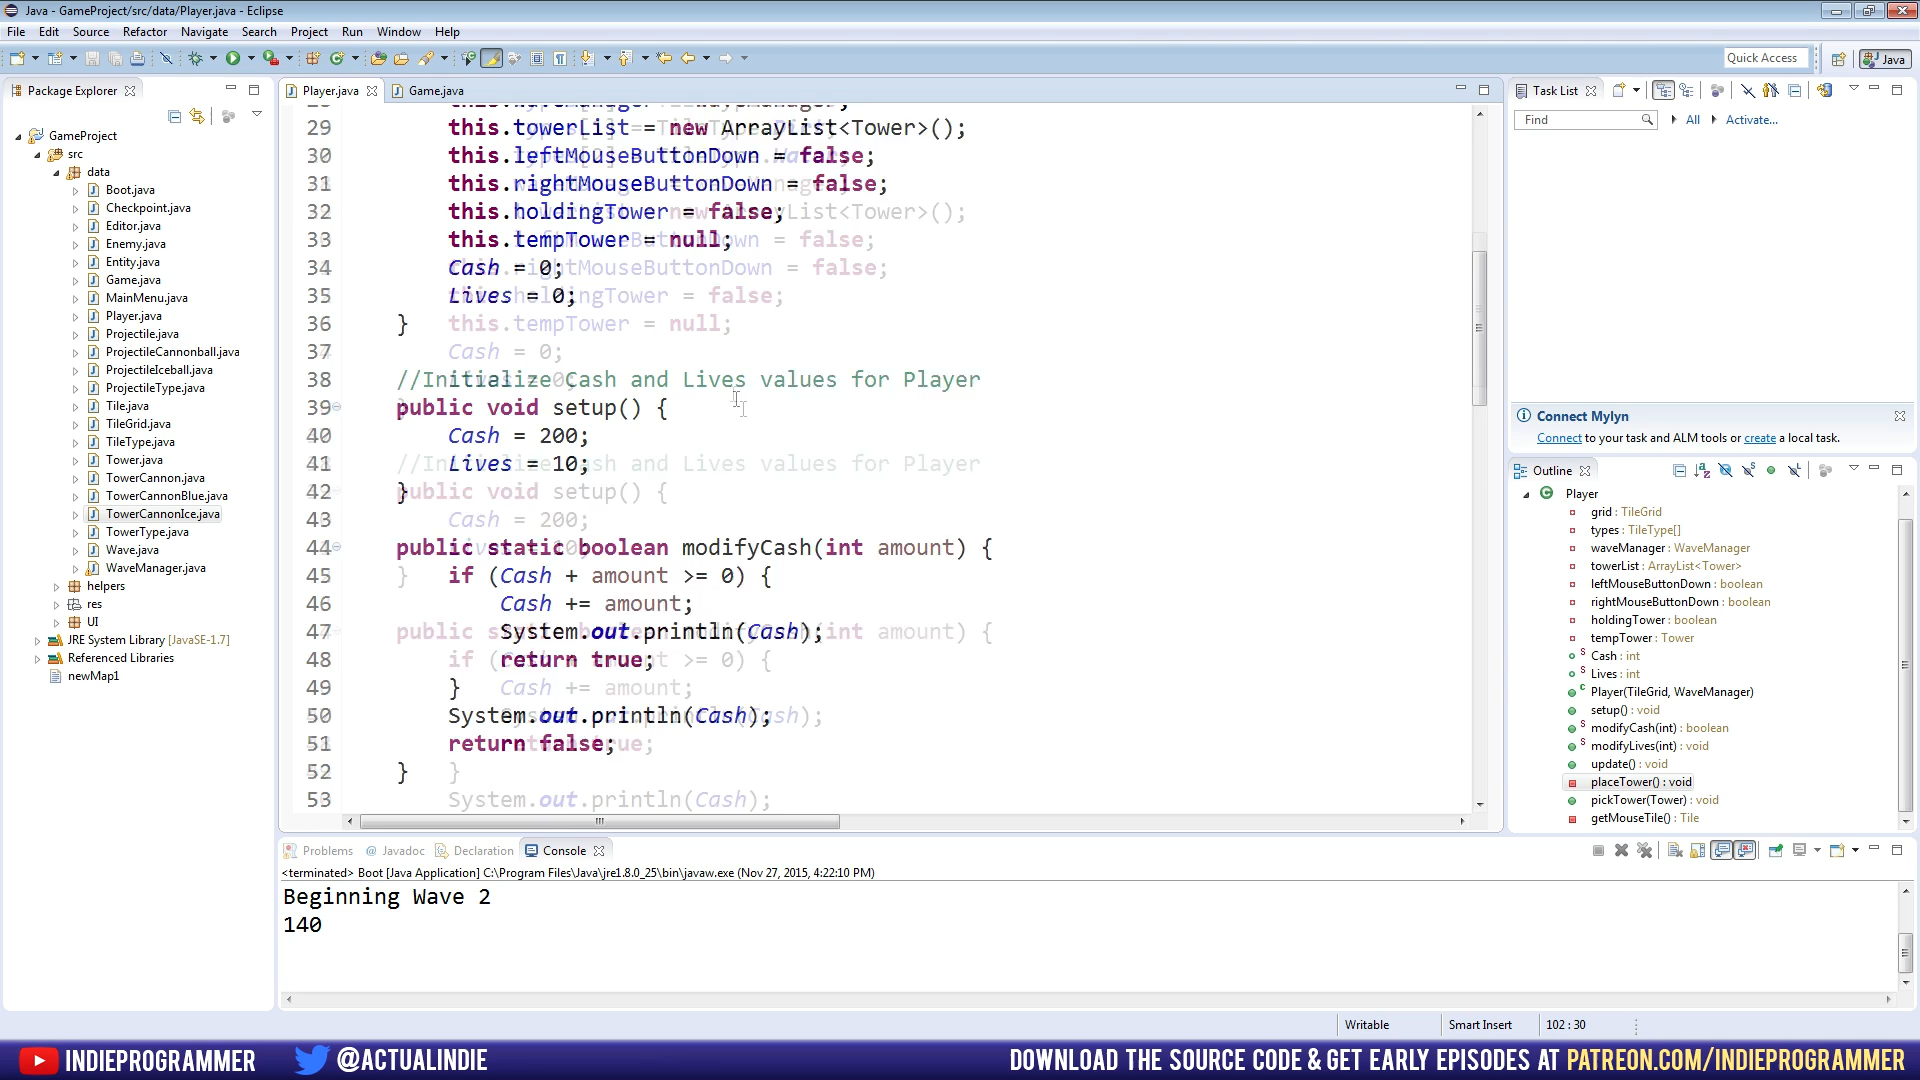 Java - GameProject/src/data/Player.java - Eclipse
File Edit Source Refactor Navigate Search Project Run Window Help
Quick Access
Java
Package Explorer
GameProject
src
data
Boot.java
Checkpoint.java
Editor.java
Enemy.java
Entity.java
Game.java
MainMenu.java
Player.java
Projectile.java
ProjectileCannonball.java
ProjectileIceball.java
ProjectileType.java
Tile.java
TileGrid.java
TileType.java
Tower.java
TowerCannon.java
TowerCannonBlue.java
TowerCannonIce.java
TowerType.java
Wave.java
WaveManager.java
helpers
res
UI
JRE System Library [JavaSE-1.7]
Referenced Libraries
newMap1
Player.java
Game.java
29 this.towerList = new ArrayList<Tower>();
30 this.leftMouseButtonDown = false;
31 this.rightMouseButtonDown = false;
32 this.holdingTower = false;
33 this.tempTower = null;
34 Cash = 0;
35 Lives = 0;
36 }
37
38 //Initialize Cash and Lives values for Player
39 public void setup() {
40 Cash = 200;
41 Lives = 10;
42 }
43
44 public static boolean modifyCash(int amount) {
45 if (Cash + amount >= 0) {
46 Cash += amount;
47 System.out.println(Cash);
48 return true;
49 }
50 System.out.println(Cash);
51 return false;
52 }
53
Task List
Find
All
Activate...
Connect Mylyn
Connect to your task and ALM tools or create a local task.
Outline
Player
grid : TileGrid
types : TileType[]
waveManager : WaveManager
towerList : ArrayList<Tower>
leftMouseButtonDown : boolean
rightMouseButtonDown : boolean
holdingTower : boolean
tempTower : Tower
Cash : int
Lives : int
Player(TileGrid, WaveManager)
setup() : void
modifyCash(int) : boolean
modifyLives(int) : void
update() : void
placeTower() : void
pickTower(Tower) : void
getMouseTile() : Tile
Problems Javadoc Declaration Console
<terminated> Boot [Java Application] C:\Program Files\Java\jre1.8.0_25\bin\javaw.exe (Nov 27, 2015, 4:22:10 PM)
Beginning Wave 2
140
Writable
Smart Insert
102 : 30
INDIEPROGRAMMER
@ACTUALINDIE
DOWNLOAD THE SOURCE CODE & GET EARLY EPISODES AT PATREON.COM/INDIEPROGRAMMER